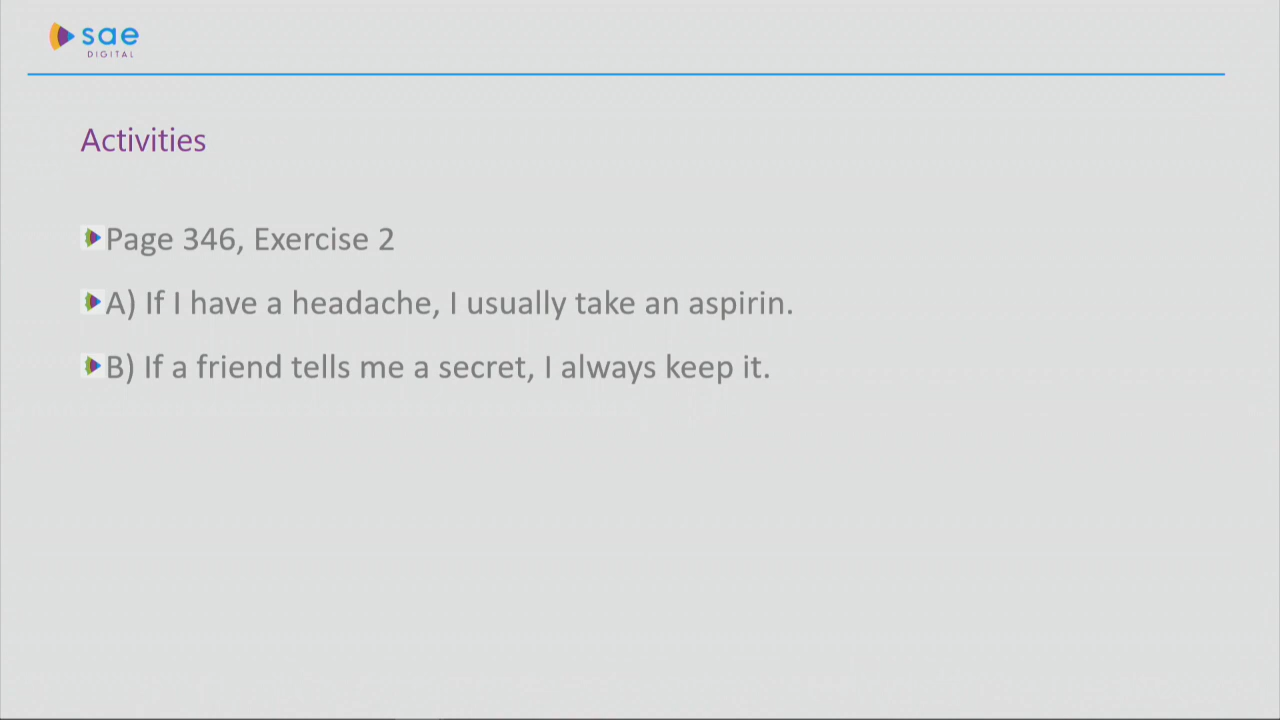 sae
DIGITAL
Activities
Page 346, Exercise 2
A) If I have a headache, I usually take an aspirin.
B) If a friend tells me a secret, I always keep it.